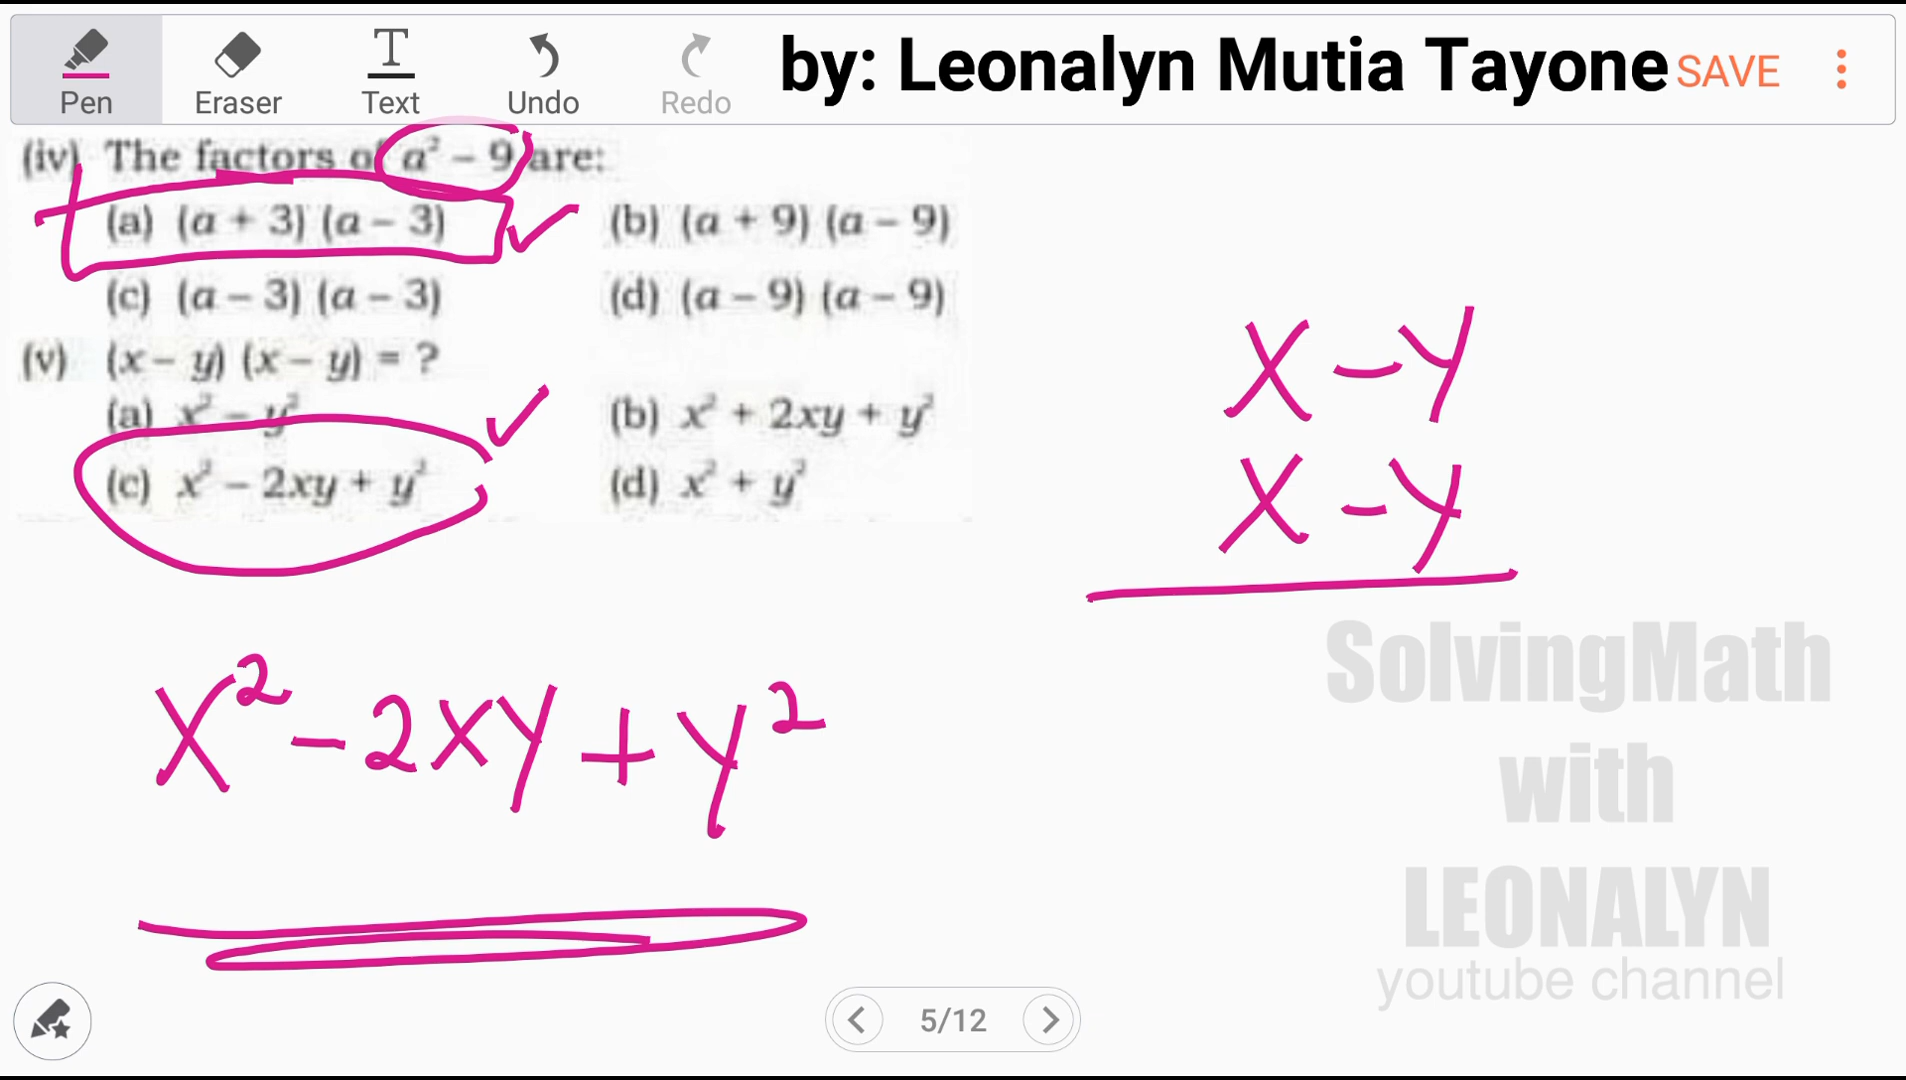 Pen Eraser Text Undo Redo by: Leonalyn Mutia Tayone SAVE
(iv) The factors of a² – 9 are:
(a) (a + 3) (a – 3) (b) (a + 9) (a – 9)
(c) (a – 3) (a – 3) (d) (a – 9) (a – 9)
(v) (x – y) (x – y) = ?
(a) x² – y² (b) x² + 2xy + y²
(c) x² – 2xy + y² (d) x² + y²
X – Y
X – Y
X² – 2XY + Y²
SolvingMath
with
LEONALYN
youtube channel
5/12